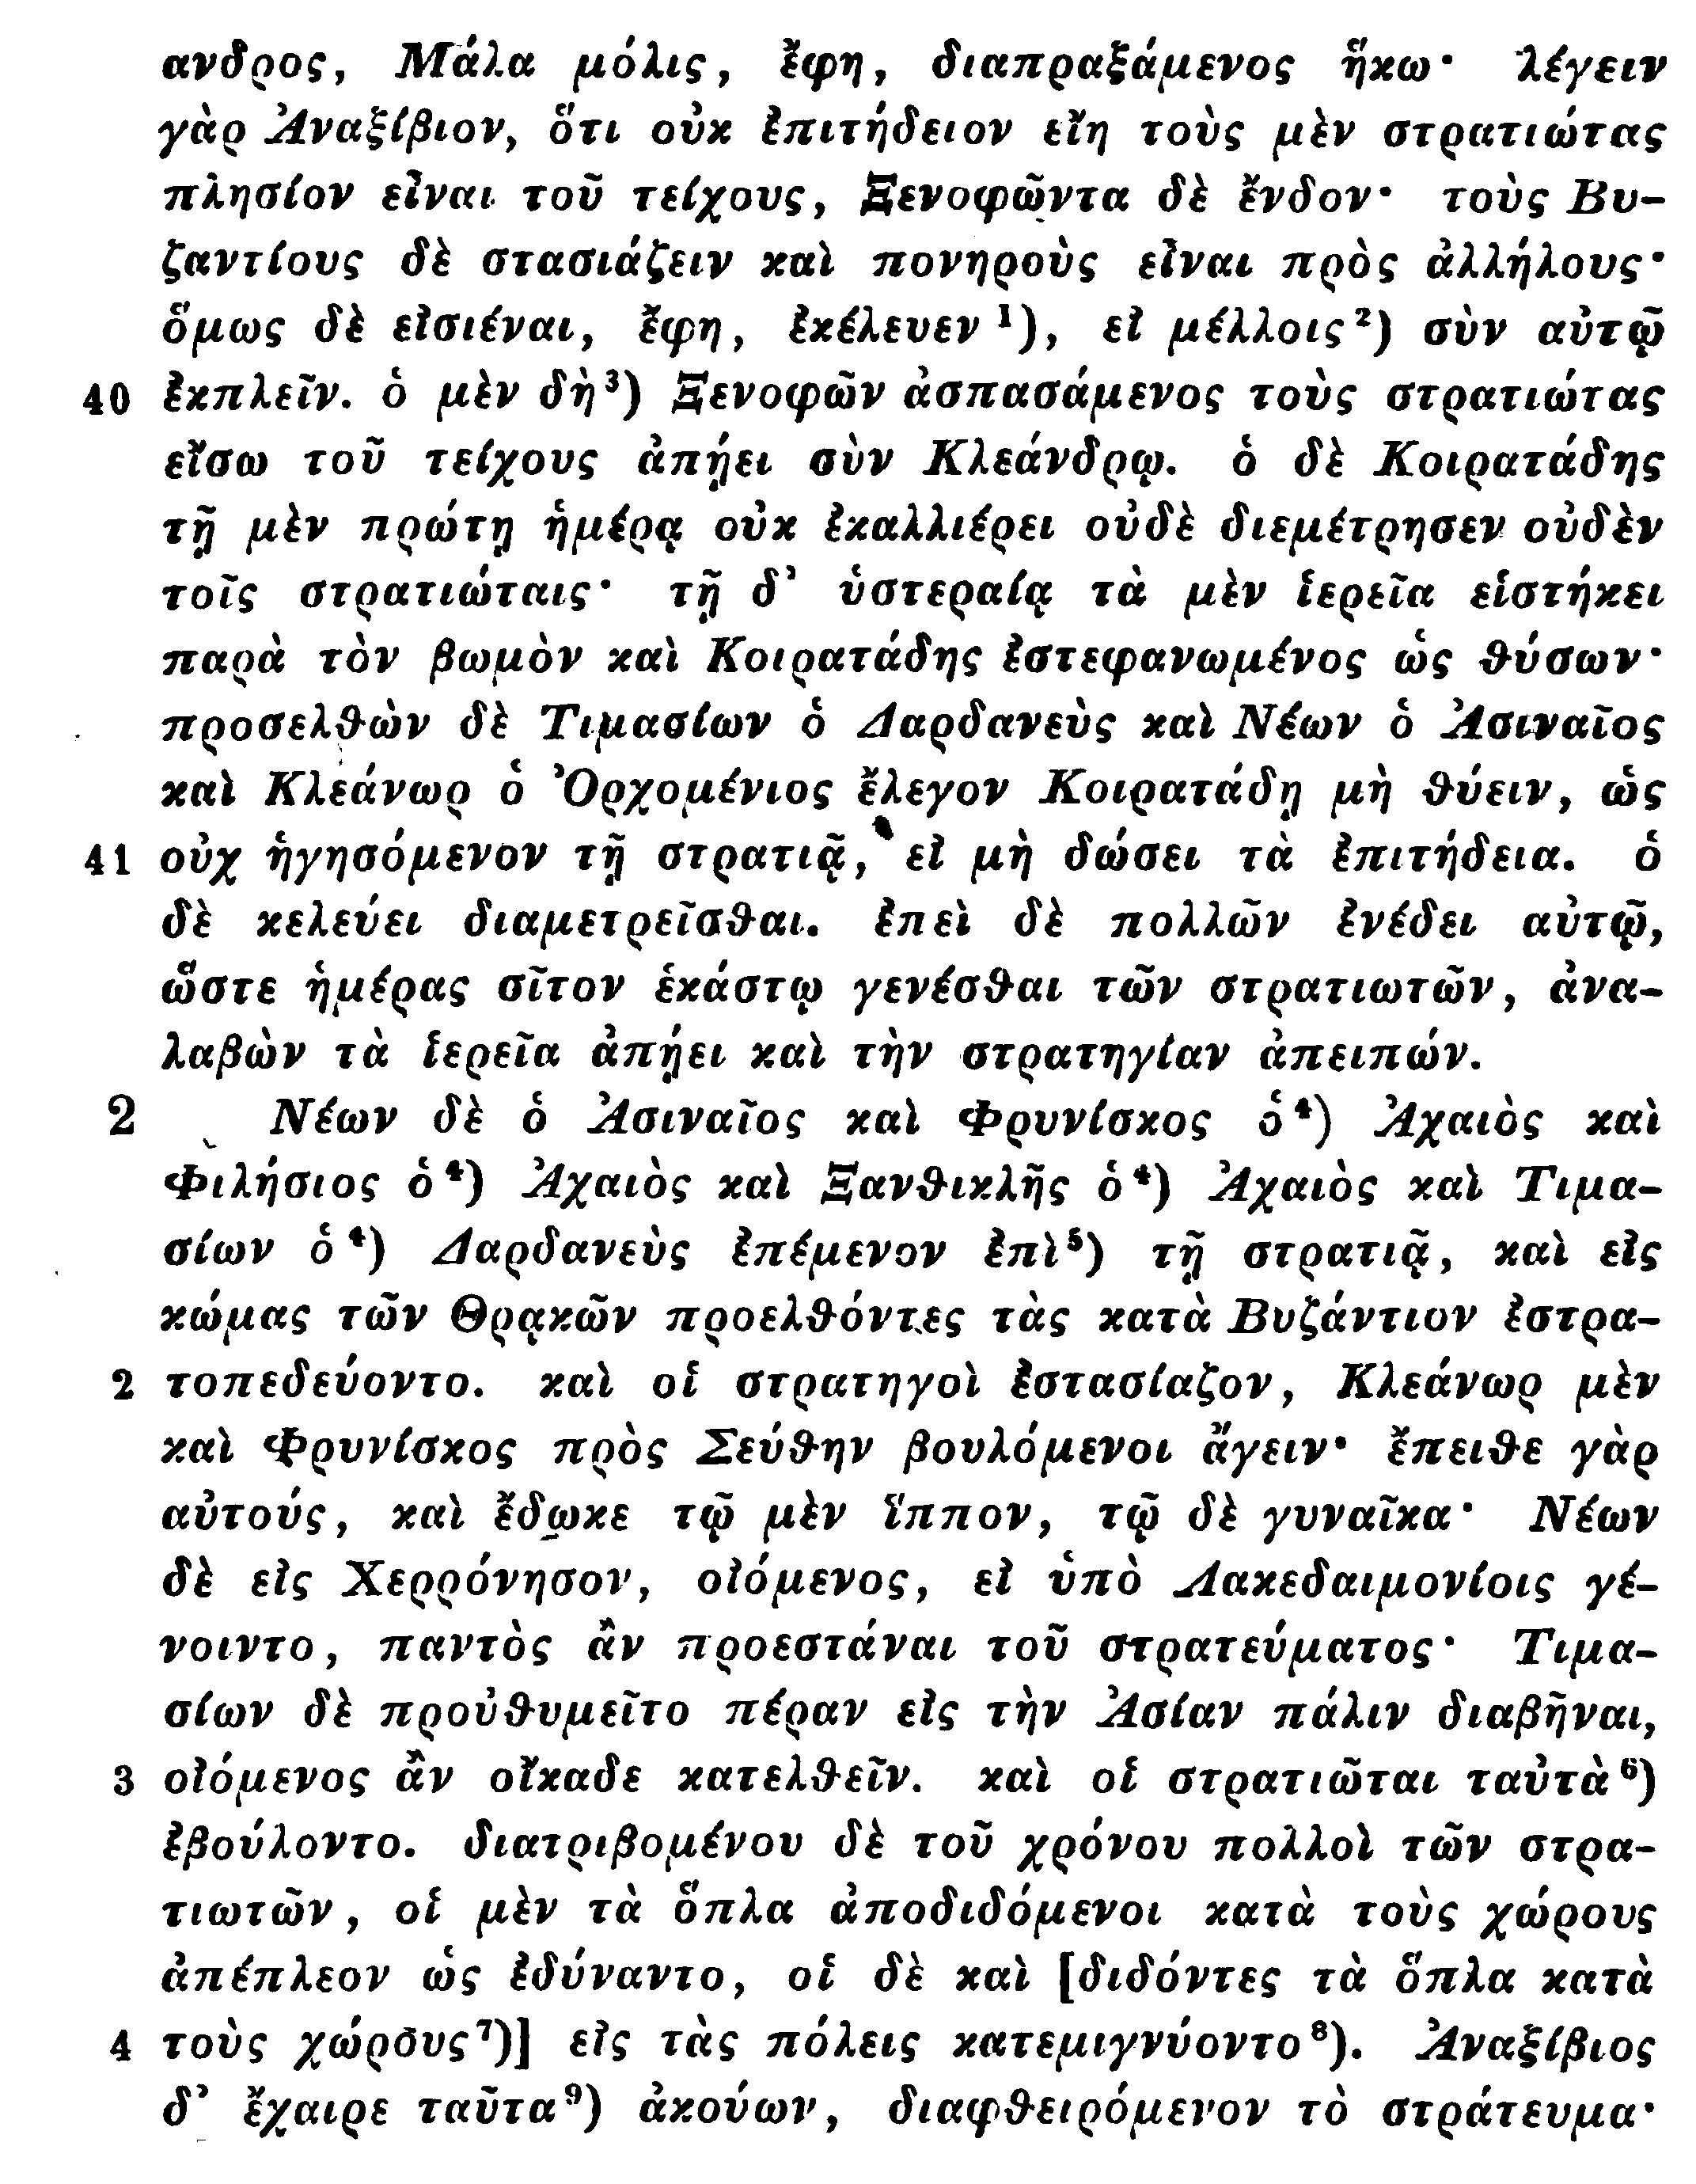 ανδρος, Μάλα μόλις, ἔφη, διαπραξάμενος ἥκω· λέγειν
γὰρ Ἀναξίβιον, ὅτι οὐκ ἐπιτήδειον εἴη τοὺς μὲν στρατιώτας
πλησίον εἶναι τοῦ τείχους, Ξενοφῶντα δὲ ἔνδον· τοὺς Βυ-
ζαντίους δὲ στασιάζειν καὶ πονηροὺς εἶναι πρὸς ἀλλήλους·
ὅμως δὲ εἰσιέναι, ἔφη, ἐκέλευεν ¹), εἰ μέλλοις ²) σὺν αὐτῷ
40 ἐκπλεῖν. ὁ μὲν δὴ ³) Ξενοφῶν ἀσπασάμενος τοὺς στρατιώτας
εἴσω τοῦ τείχους ἀπῄει σὺν Κλεάνδρῳ. ὁ δὲ Κοιρατάδης
τῇ μὲν πρώτῃ ἡμέρᾳ οὐκ ἐκαλλιέρει οὐδὲ διεμέτρησεν οὐδὲν
τοῖς στρατιώταις· τῇ δ’ ὑστεραίᾳ τὰ μὲν ἱερεῖα εἱστήκει
παρὰ τὸν βωμὸν καὶ Κοιρατάδης ἐστεφανωμένος ὡς θύσων·
προσελθὼν δὲ Τιμασίων ὁ Δαρδανεὺς καὶ Νέων ὁ Ἀσιναῖος
καὶ Κλεάνωρ ὁ Ὀρχομένιος ἔλεγον Κοιρατάδῃ μὴ θύειν, ὡς
41 οὐχ ἡγησόμενον τῇ στρατιᾷ, εἰ μὴ δώσει τὰ ἐπιτήδεια. ὁ
δὲ κελεύει διαμετρεῖσθαι. ἐπεὶ δὲ πολλῶν ἐνέδει αὐτῷ,
ὥστε ἡμέρας σῖτον ἑκάστῳ γενέσθαι τῶν στρατιωτῶν, ἀνα-
λαβὼν τὰ ἱερεῖα ἀπῄει καὶ τὴν στρατηγίαν ἀπειπών.
2 Νέων δὲ ὁ Ἀσιναῖος καὶ Φρυνίσκος ὁ ⁴) Ἀχαιὸς καὶ
Φιλήσιος ὁ ⁴) Ἀχαιὸς καὶ Ξανθικλῆς ὁ ⁴) Ἀχαιὸς καὶ Τιμα-
σίων ὁ ⁴) Δαρδανεὺς ἐπέμενον ἐπὶ ⁵) τῇ στρατιᾷ, καὶ εἰς
κώμας τῶν Θρᾳκῶν προελθόντες τὰς κατὰ Βυζάντιον ἐστρα-
2 τοπεδεύοντο. καὶ οἱ στρατηγοὶ ἐστασίαζον, Κλεάνωρ μὲν
καὶ Φρυνίσκος πρὸς Σεύθην βουλόμενοι ἄγειν· ἔπειθε γὰρ
αὐτούς, καὶ ἔδωκε τῷ μὲν ἵππον, τῷ δὲ γυναῖκα· Νέων
δὲ εἰς Χερρόνησον, οἰόμενος, εἰ ὑπὸ Λακεδαιμονίοις γέ-
νοιντο, παντὸς ἂν προεστάναι τοῦ στρατεύματος· Τιμα-
σίων δὲ προὐθυμεῖτο πέραν εἰς τὴν Ἀσίαν πάλιν διαβῆναι,
3 οἰόμενος ἂν οἴκαδε κατελθεῖν. καὶ οἱ στρατιῶται ταὐτὰ ⁶)
ἐβούλοντο. διατριβομένου δὲ τοῦ χρόνου πολλοὶ τῶν στρα-
τιωτῶν, οἱ μὲν τὰ ὅπλα ἀποδιδόμενοι κατὰ τοὺς χώρους
ἀπέπλεον ὡς ἐδύναντο, οἱ δὲ καὶ [διδόντες τὰ ὅπλα κατὰ
4 τοὺς χώρους ⁷)] εἰς τὰς πόλεις κατεμιγνύοντο ⁸). Ἀναξίβιος
δ’ ἔχαιρε ταῦτα ⁹) ἀκούων, διαφθειρόμενον τὸ στράτευμα·